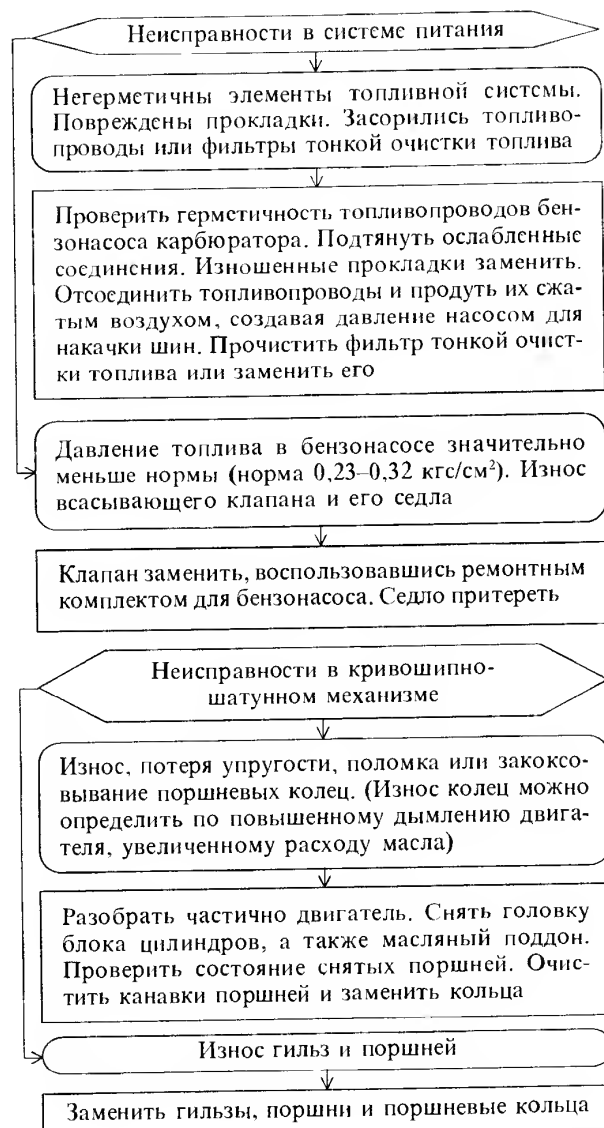 Неисправности в системе питания
Негерметичны элементы топливной системы.
Повреждены прокладки. Засорились топливо-
проводы или фильтры тонкой очистки топлива
Проверить герметичность топливопроводов бен-
зонасоса карбюратора. Подтянуть ослабленные
соединения. Изношенные прокладки заменить.
Отсоединить топливопроводы и продуть их сжа-
тым воздухом, создавая давление насосом для
накачки шин. Прочистить фильтр тонкой очист-
ки топлива или заменить его
Давление топлива в бензонасосе значительно
меньше нормы (норма 0,23–0,32 кгс/см²). Износ
всасывающего клапана и его седла
Клапан заменить, воспользовавшись ремонтным
комплектом для бензонасоса. Седло притереть
Неисправности в кривошипно-
шатунном механизме
Износ, потеря упругости, поломка или закоксо-
вывание поршневых колец. (Износ колец можно
определить по повышенному дымлению двига-
теля, увеличенному расходу масла)
Разобрать частично двигатель. Снять головку
блока цилиндров, а также масляный поддон.
Проверить состояние снятых поршней. Очис-
тить канавки поршней и заменить кольца
Износ гильз и поршней
Заменить гильзы, поршни и поршневые кольца